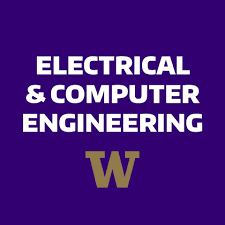 ELECTRICAL
& COMPUTER
ENGINEERING
W